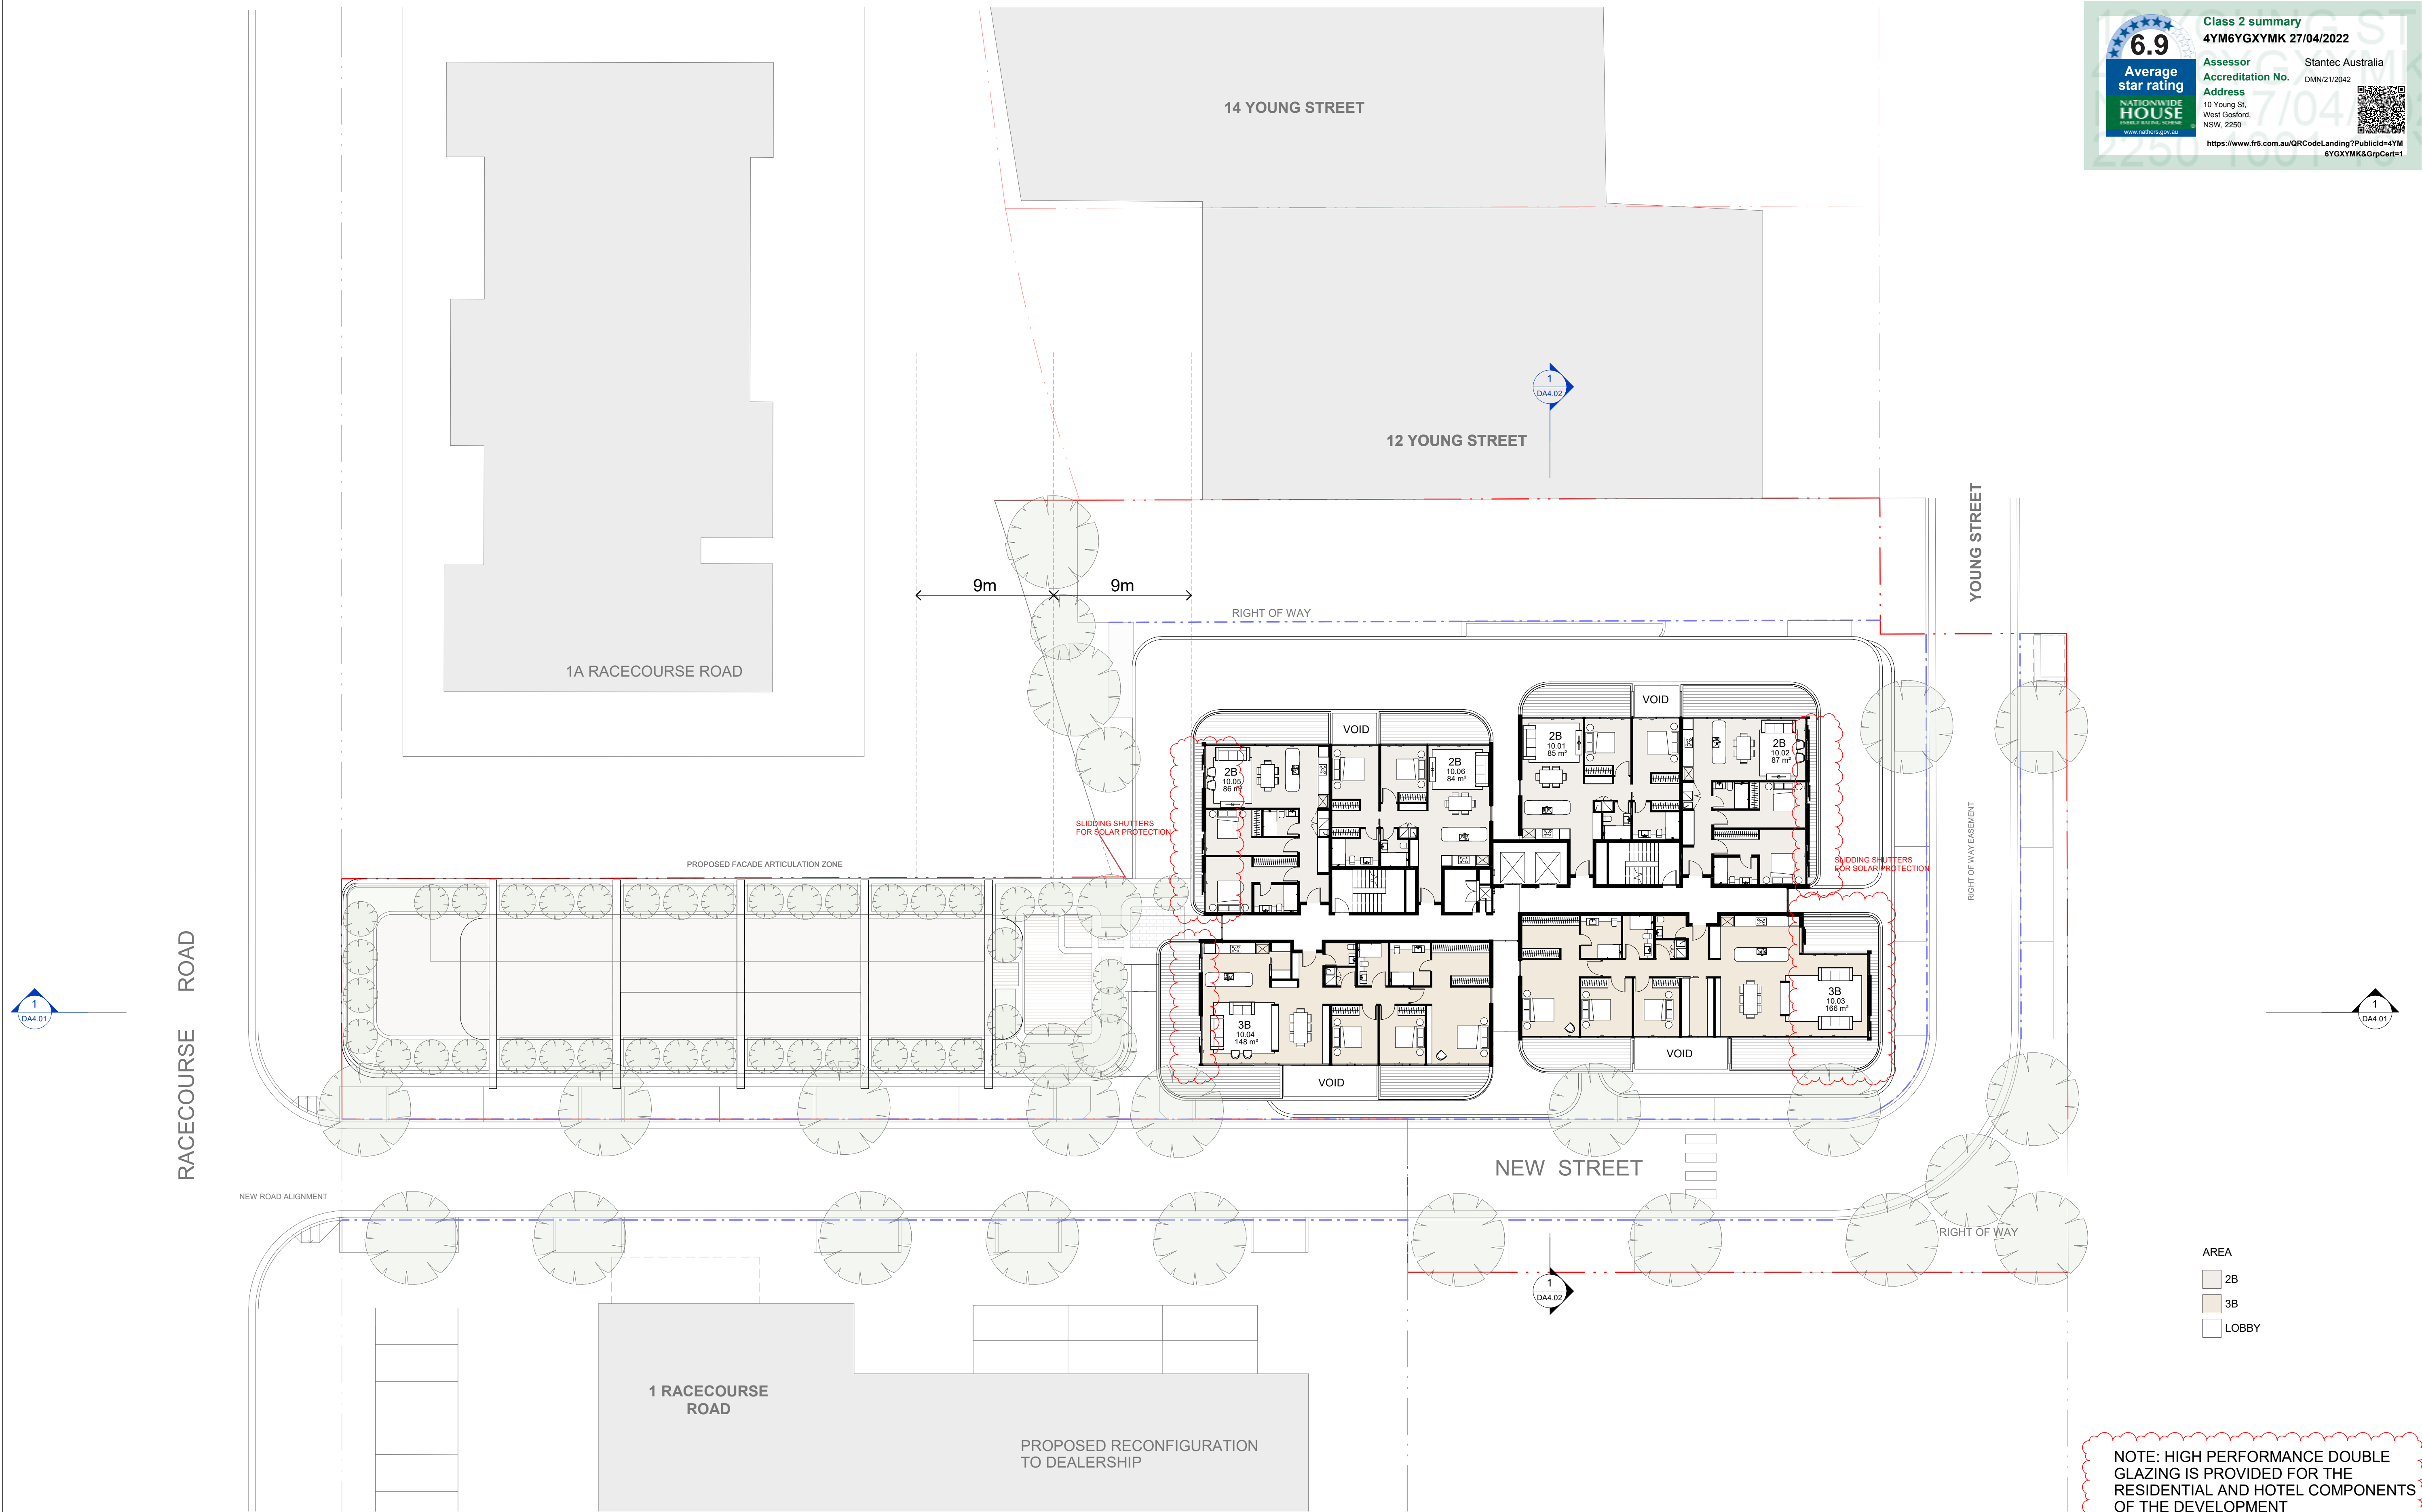 Class 2 summary
4YM6YGXYMK 27/04/2022
6.9
Average
star rating
NATIONWIDE
HOUSE
ENERGY RATING SCHEME
www.nathers.gov.au
Assessor Stantec Australia
Accreditation No. DMN/21/2042
Address
10 Young St,
West Gosford,
NSW, 2250
https://www.fr5.com.au/QRCodeLanding?PublicId=4YM
6YGXYMK&GrpCert=1
14 YOUNG STREET
1
DA4.02
12 YOUNG STREET
YOUNG STREET
9m 9m
RIGHT OF WAY
1A RACECOURSE ROAD
VOID
VOID
2B
10.01
85 m²
2B
10.02
87 m²
2B
10.05
86 m²
2B
10.06
84 m²
SLIDDING SHUTTERS
FOR SOLAR PROTECTION
SLIDDING SHUTTERS
FOR SOLAR PROTECTION
PROPOSED FACADE ARTICULATION ZONE
RIGHT OF WAY EASEMENT
RACECOURSE ROAD
1
DA4.01
3B
10.03
166 m²
1
DA4.01
3B
10.04
148 m²
VOID
VOID
NEW STREET
NEW ROAD ALIGNMENT
RIGHT OF WAY
1
DA4.02
AREA
2B
3B
LOBBY
1 RACECOURSE
ROAD
PROPOSED RECONFIGURATION
TO DEALERSHIP
NOTE: HIGH PERFORMANCE DOUBLE
GLAZING IS PROVIDED FOR THE
RESIDENTIAL AND HOTEL COMPONENTS
OF THE DEVELOPMENT